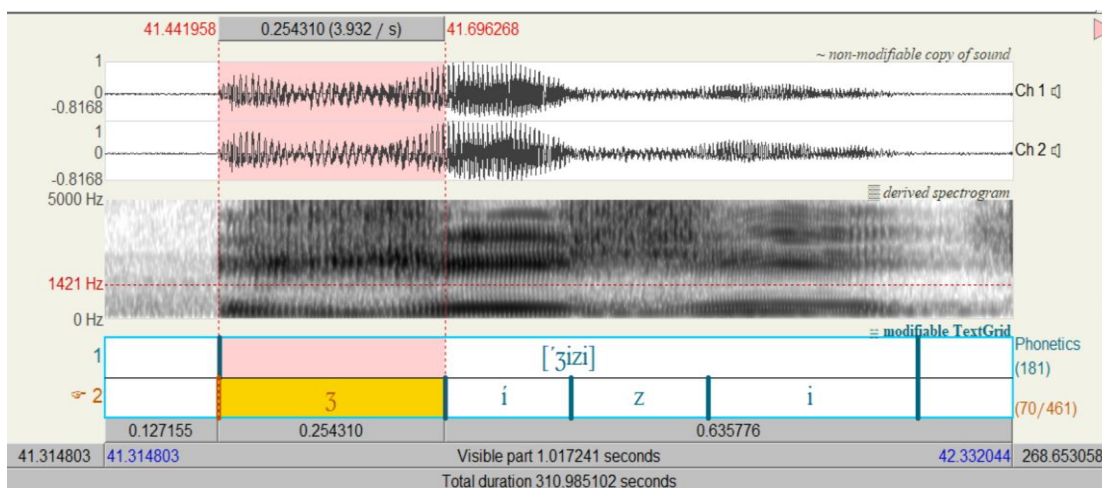 41.441958 0.254310 (3.932 / s) 41.696268
~ non-modifiable copy of sound
1
0
-0.8168
Ch 1
1
0
-0.8168
Ch 2
derived spectrogram
5000 Hz
1421 Hz
0 Hz
modifiable TextGrid
1 [ˊʒizi] Phonetics (181)
2 ʒ í z i (70/461)
0.127155 0.254310 0.635776
41.314803 41.314803 Visible part 1.017241 seconds 42.332044 268.653058
Total duration 310.985102 seconds